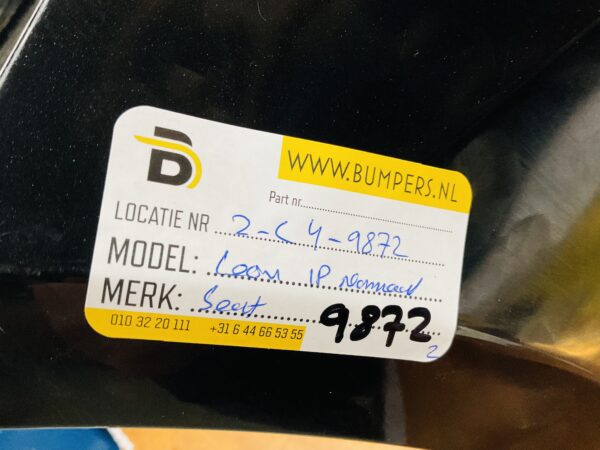 B
WWW.BUMPERS.NL
Part nr
LOCATIE NR 2-C 4-9872
MODEL: Leon 1P Normaal
MERK: Seat
9872
2
010 32 20 111 +31 6 44 66 53 55